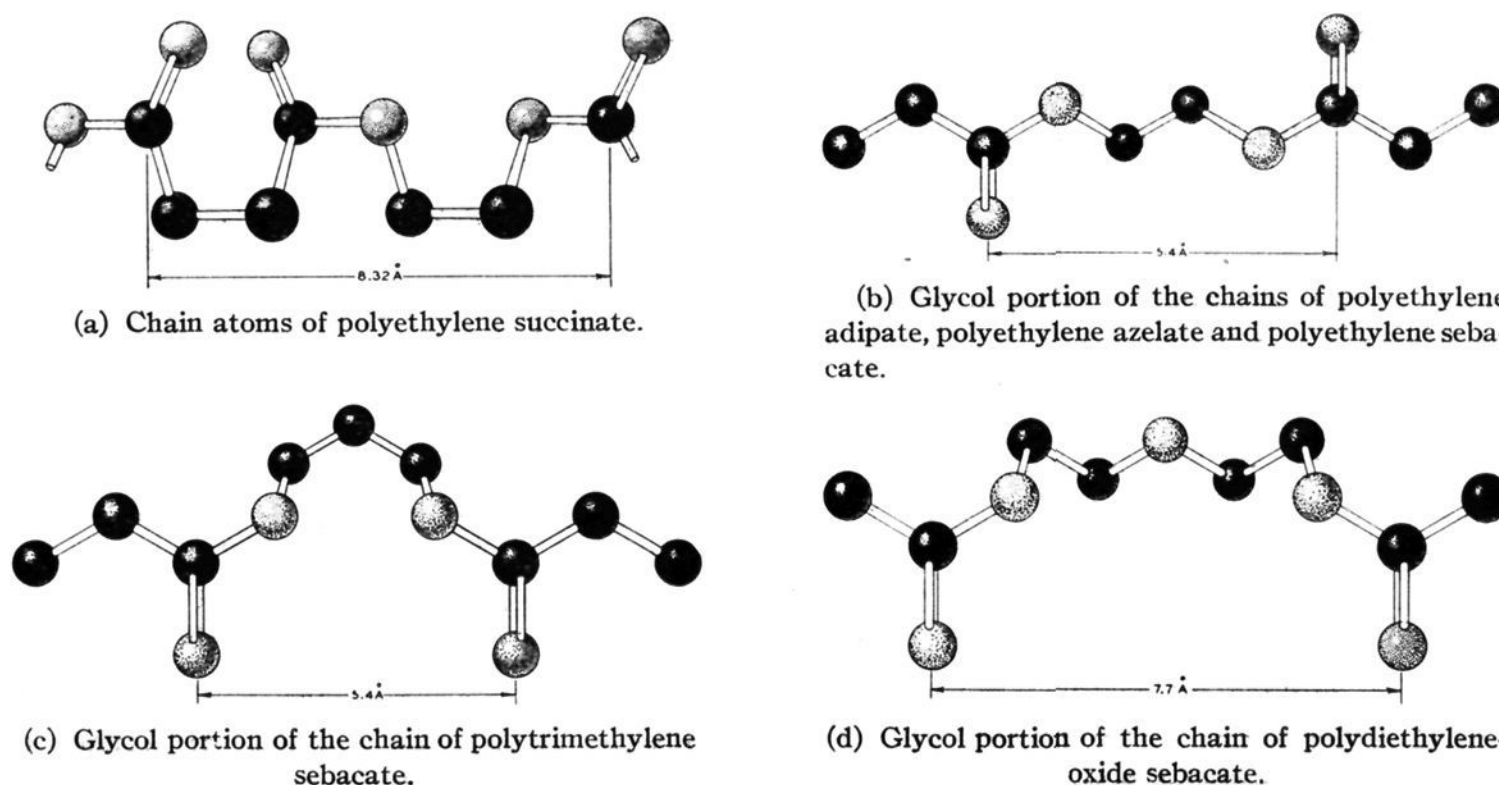 8.32 Å
(a) Chain atoms of polyethylene succinate.
5.4 Å
(b) Glycol portion of the chains of polyethylene
adipate, polyethylene azelate and polyethylene seba-
cate.
5.4 Å
(c) Glycol portion of the chain of polytrimethylene
sebacate.
7.7 Å
(d) Glycol portion of the chain of polydiethylene-
oxide sebacate.